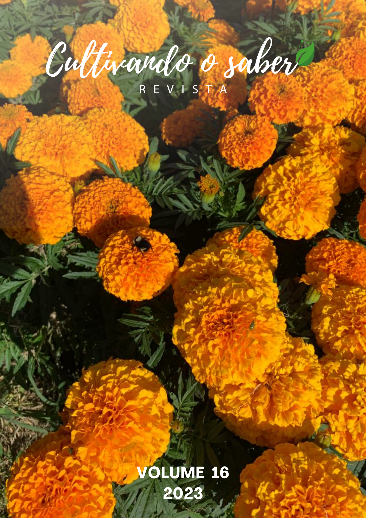 Cultivando o saber
REVISTA
VOLUME 16
2023